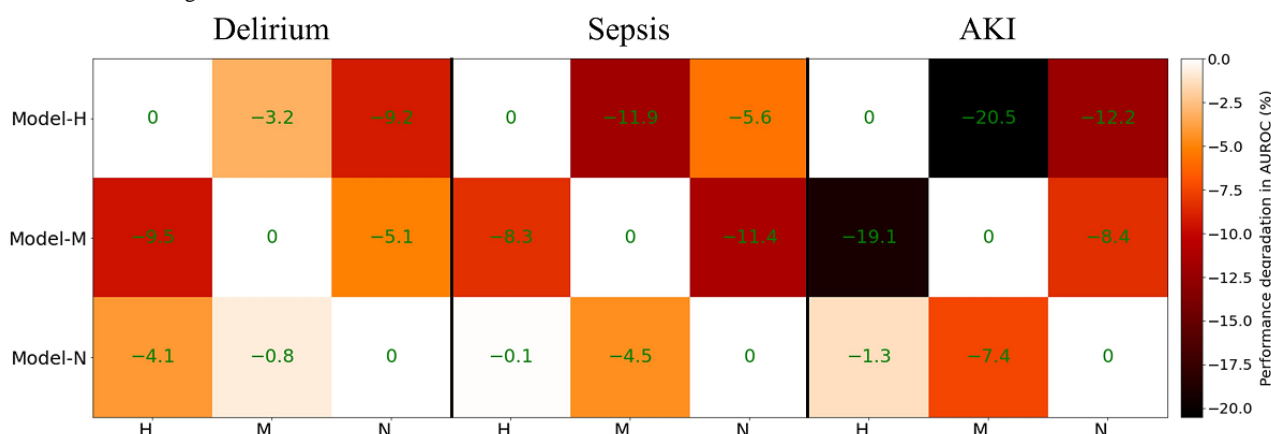 Delirium Sepsis AKI
Model-H 0 −3.2 −9.2 0 −11.9 −5.6 0 −20.5 −12.2
Model-M −9.5 0 −5.1 −8.3 0 −11.4 −19.1 0 −8.4
Model-N −4.1 −0.8 0 −0.1 −4.5 0 −1.3 −7.4 0
H M N H M N H M N
0.0
−2.5
−5.0
−7.5
−10.0
−12.5
−15.0
−17.5
−20.0
Performance degradation in AUROC (%)